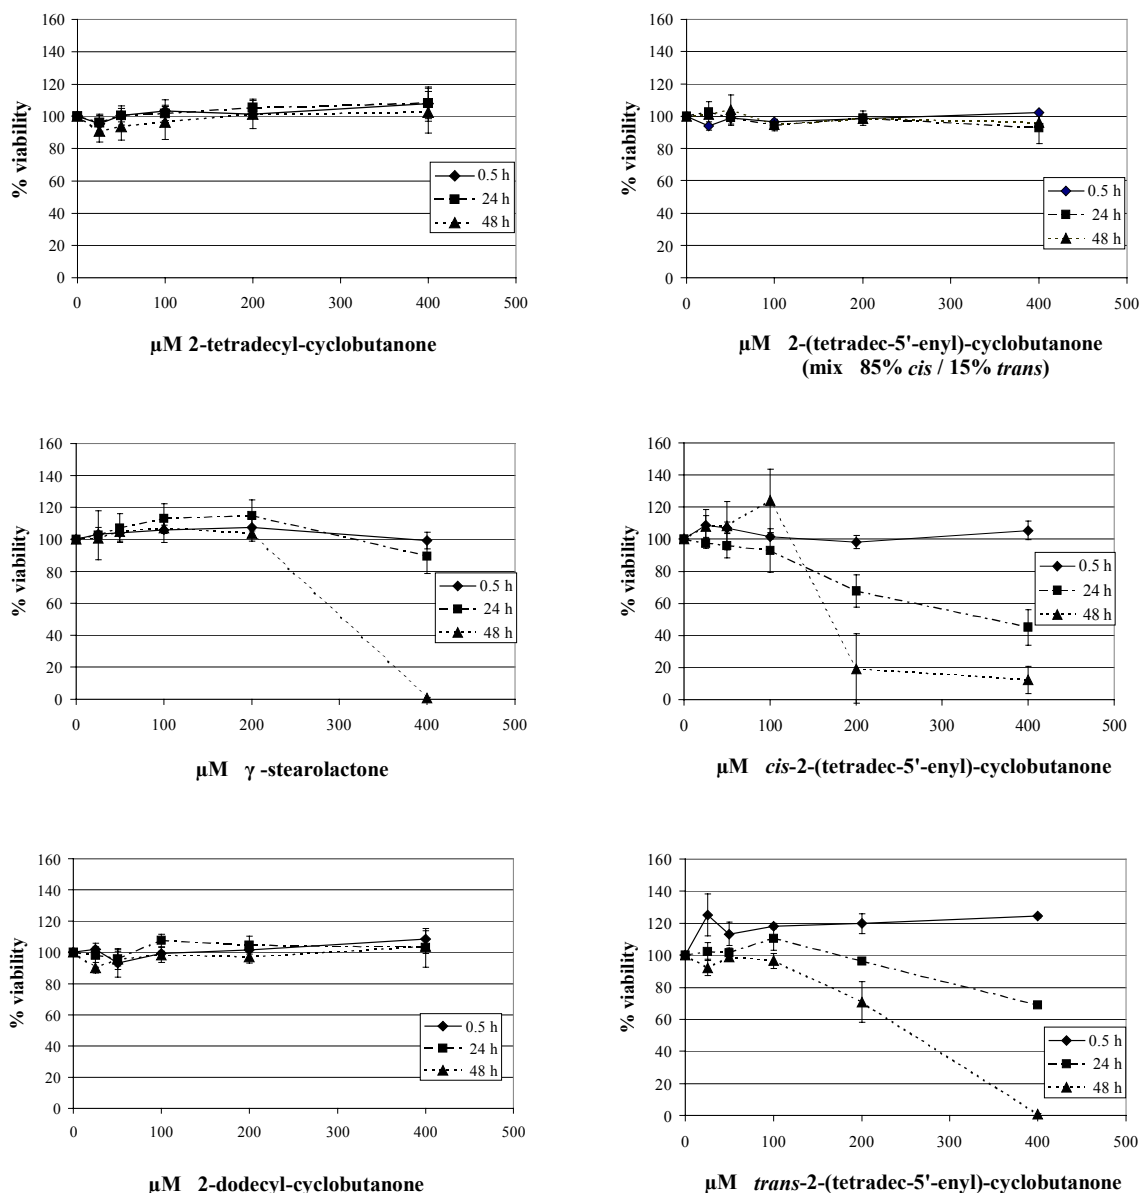 160
140
120
100
80
60
40
20
0
% viability
0 100 200 300 400 500
0.5 h
24 h
48 h
µM 2-tetradecyl-cyclobutanone
160
140
120
100
80
60
40
20
0
% viability
0 100 200 300 400 500
0.5 h
24 h
48 h
µM 2-(tetradec-5'-enyl)-cyclobutanone
(mix 85% cis / 15% trans)
160
140
120
100
80
60
40
20
0
% viability
0 100 200 300 400 500
0.5 h
24 h
48 h
µM γ -stearolactone
160
140
120
100
80
60
40
20
0
% viability
0 100 200 300 400 500
0.5 h
24 h
48 h
µM cis-2-(tetradec-5'-enyl)-cyclobutanone
160
140
120
100
80
60
40
20
0
% viability
0 100 200 300 400 500
0.5 h
24 h
48 h
µM 2-dodecyl-cyclobutanone
160
140
120
100
80
60
40
20
0
% viability
0 100 200 300 400 500
0.5 h
24 h
48 h
µM trans-2-(tetradec-5'-enyl)-cyclobutanone